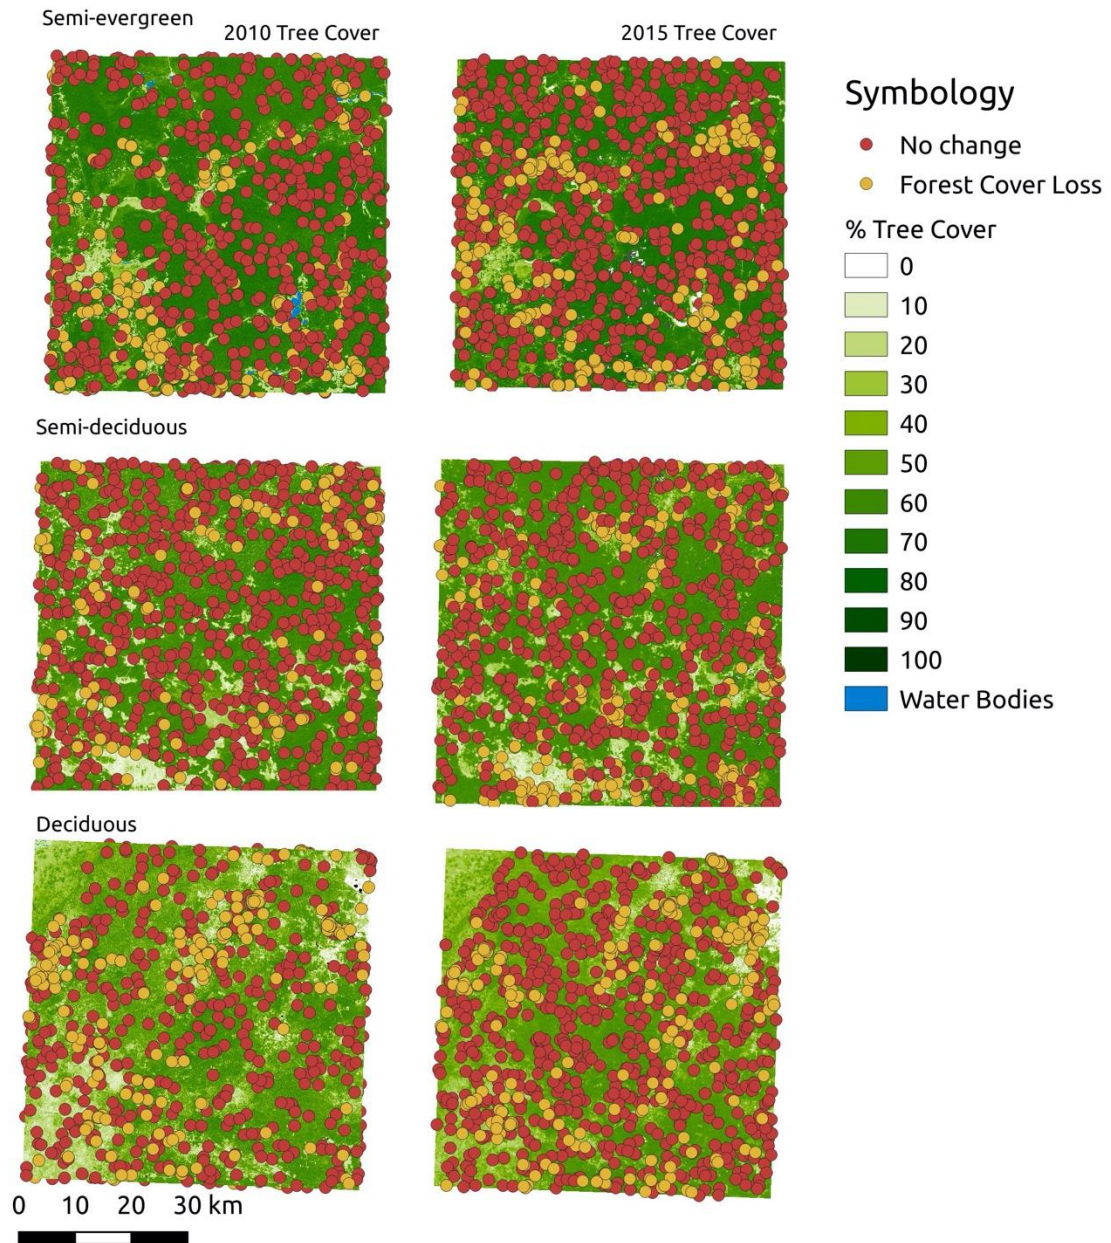 Semi-evergreen
2010 Tree Cover
2015 Tree Cover
Symbology
No change
Forest Cover Loss
% Tree Cover
0
10
20
30
40
50
60
70
80
90
100
Water Bodies
Semi-deciduous
Deciduous
0 10 20 30 km